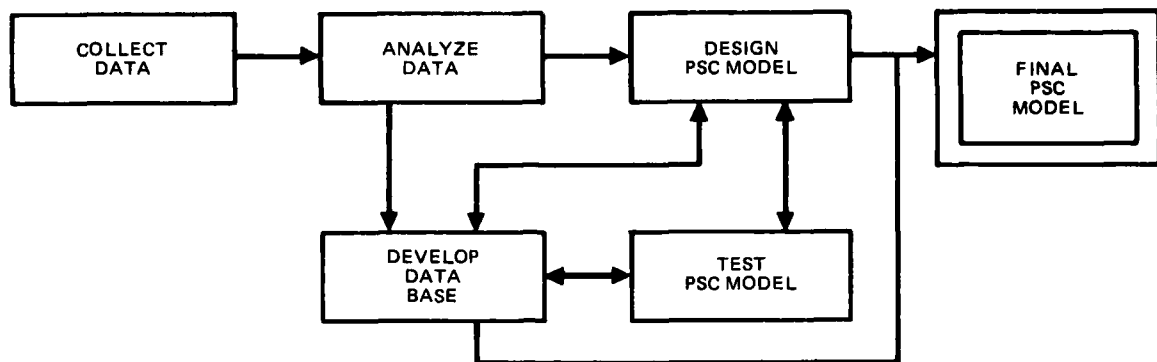 COLLECT
DATA
ANALYZE
DATA
DESIGN
PSC MODEL
FINAL
PSC
MODEL
DEVELOP
DATA
BASE
TEST
PSC MODEL